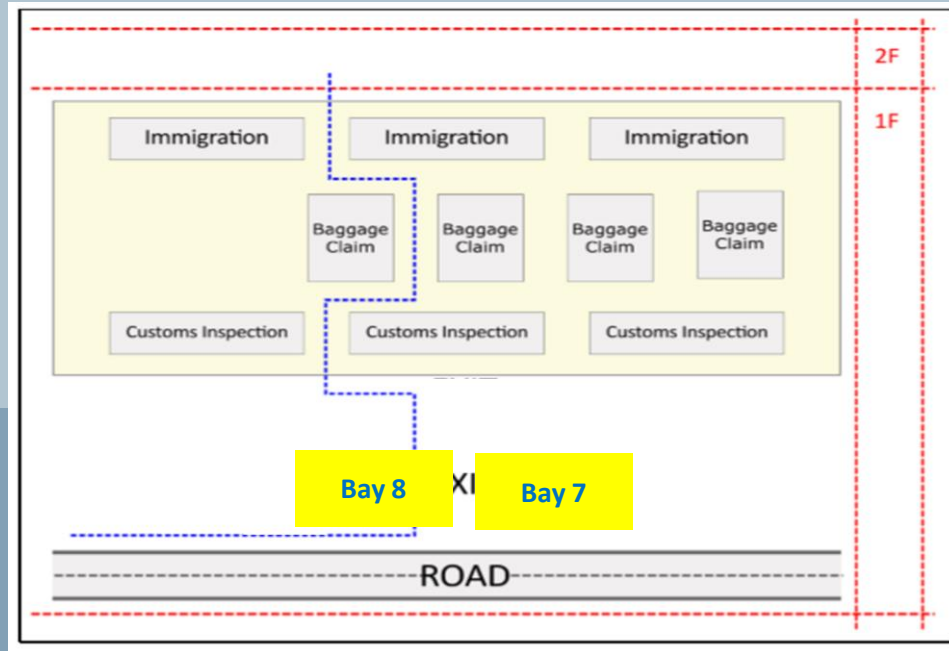 2F
1F
Immigration
Immigration
Immigration
Baggage
Claim
Baggage
Claim
Baggage
Claim
Baggage
Claim
Customs Inspection
Customs Inspection
Customs Inspection
Bay 8
XI
Bay 7
ROAD